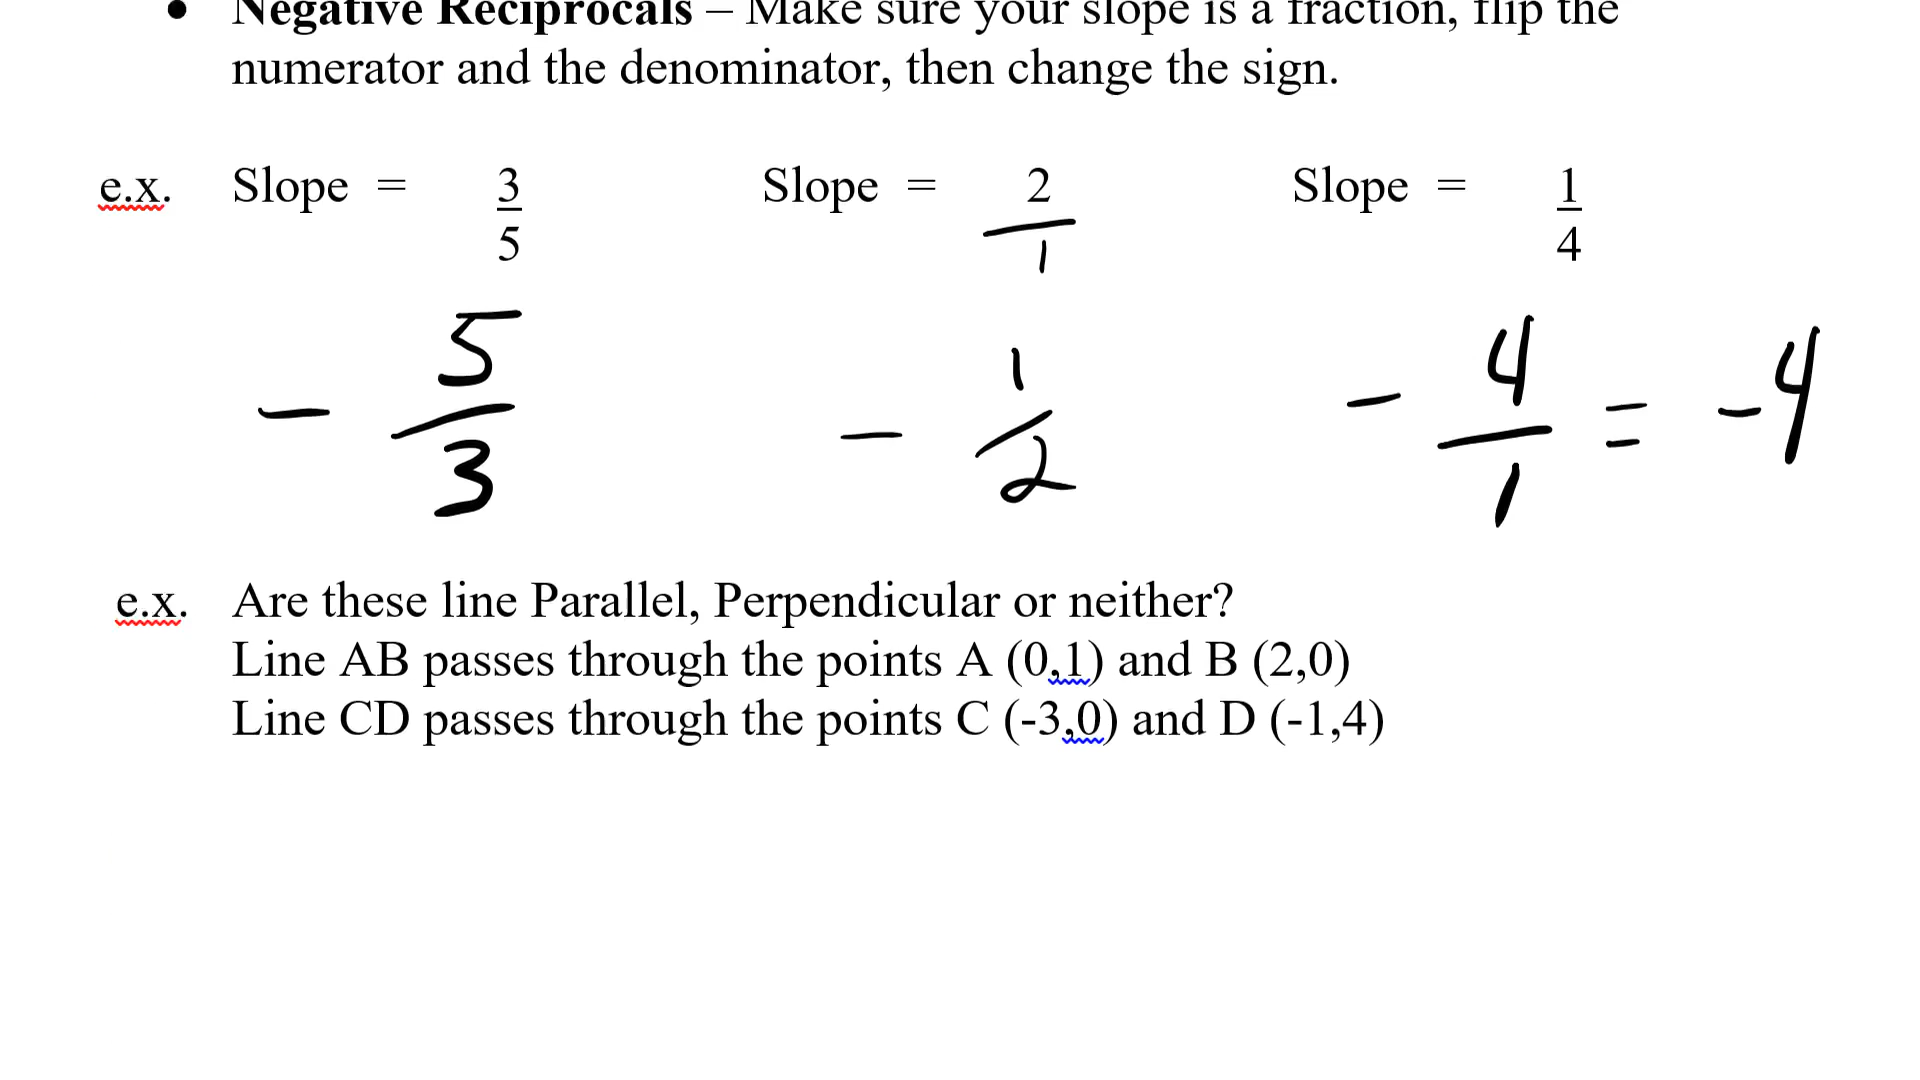 • Negative Reciprocals – Make sure your slope is a fraction, flip the
numerator and the denominator, then change the sign.
e.x. Slope = 3/5 Slope = 2/1 Slope = 1/4
- 5/3 - 1/2 - 4/1 = -4
e.x. Are these line Parallel, Perpendicular or neither?
Line AB passes through the points A (0,1) and B (2,0)
Line CD passes through the points C (-3,0) and D (-1,4)